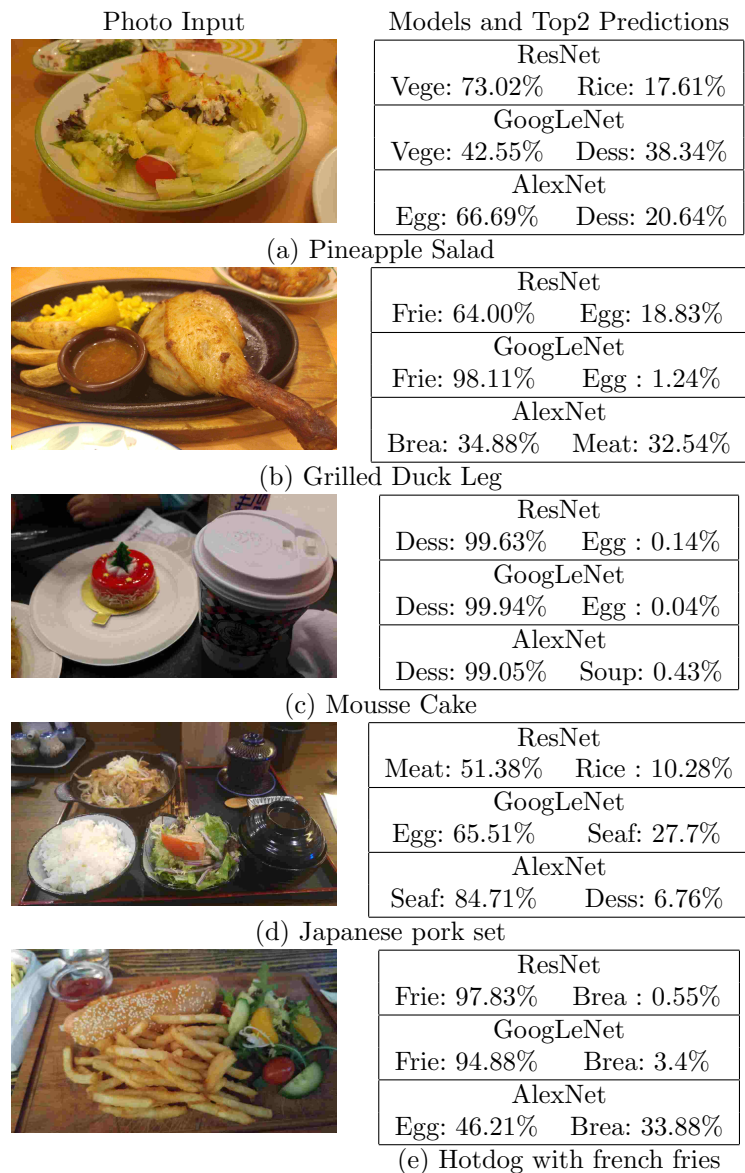 Photo Input
Models and Top2 Predictions
ResNet
Vege: 73.02% Rice: 17.61%
GoogLeNet
Vege: 42.55% Dess: 38.34%
AlexNet
Egg: 66.69% Dess: 20.64%
(a) Pineapple Salad
ResNet
Frie: 64.00% Egg: 18.83%
GoogLeNet
Frie: 98.11% Egg : 1.24%
AlexNet
Brea: 34.88% Meat: 32.54%
(b) Grilled Duck Leg
ResNet
Dess: 99.63% Egg : 0.14%
GoogLeNet
Dess: 99.94% Egg : 0.04%
AlexNet
Dess: 99.05% Soup: 0.43%
(c) Mousse Cake
ResNet
Meat: 51.38% Rice : 10.28%
GoogLeNet
Egg: 65.51% Seaf: 27.7%
AlexNet
Seaf: 84.71% Dess: 6.76%
(d) Japanese pork set
ResNet
Frie: 97.83% Brea : 0.55%
GoogLeNet
Frie: 94.88% Brea: 3.4%
AlexNet
Egg: 46.21% Brea: 33.88%
(e) Hotdog with french fries